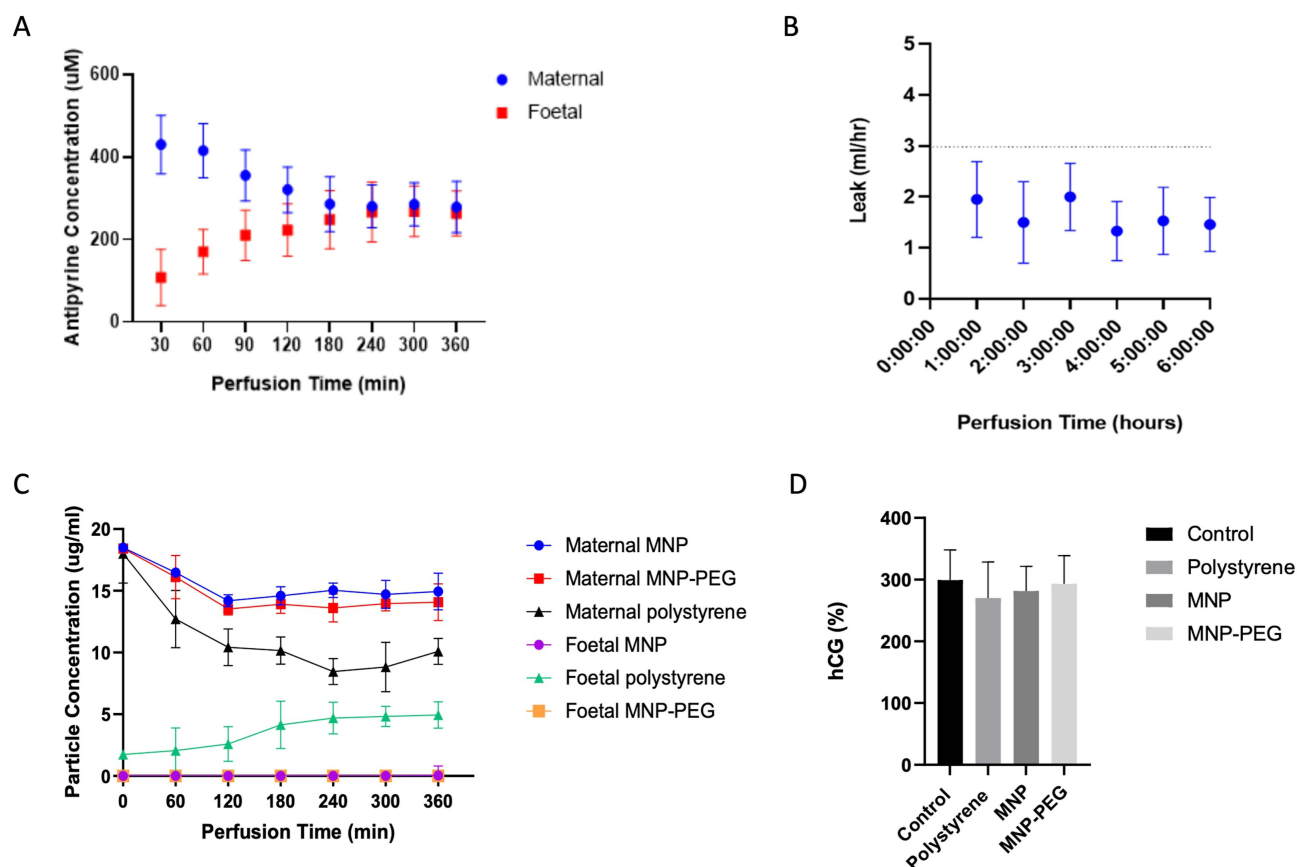 A
Antipyrine Concentration (uM)
600
400
200
0
30 60 90 120 180 240 300 360
Perfusion Time (min)
Maternal
Foetal
B
Leak (ml/hr)
5
4
3
2
1
0
0:00:00
1:00:00
2:00:00
3:00:00
4:00:00
5:00:00
6:00:00
Perfusion Time (hours)
C
Particle Concentration (ug/ml)
20
15
10
5
0
0 60 120 180 240 300 360
Perfusion Time (min)
Maternal MNP
Maternal MNP-PEG
Maternal polystyrene
Foetal MNP
Foetal polystyrene
Foetal MNP-PEG
D
hCG (%)
400
300
200
100
0
Control
Polystyrene
MNP
MNP-PEG
Control
Polystyrene
MNP
MNP-PEG